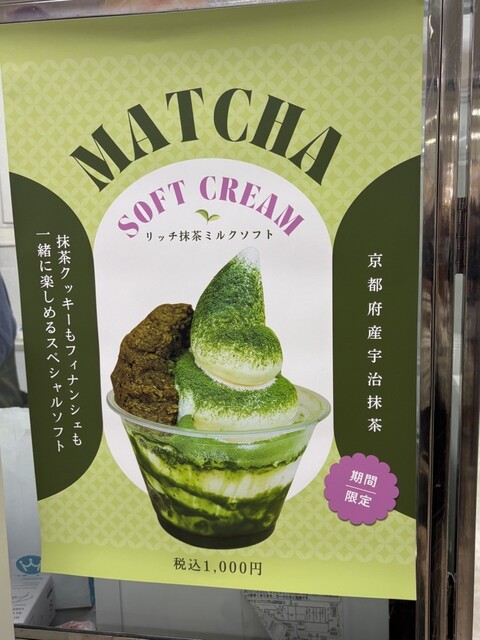 MATCHA
SOFT CREAM
リッチ抹茶ミルクソフト
京都府産宇治抹茶
抹茶クッキーもフィナンシェも
一緒に楽しめるスペシャルソフト
期間
限定
税込1,000円